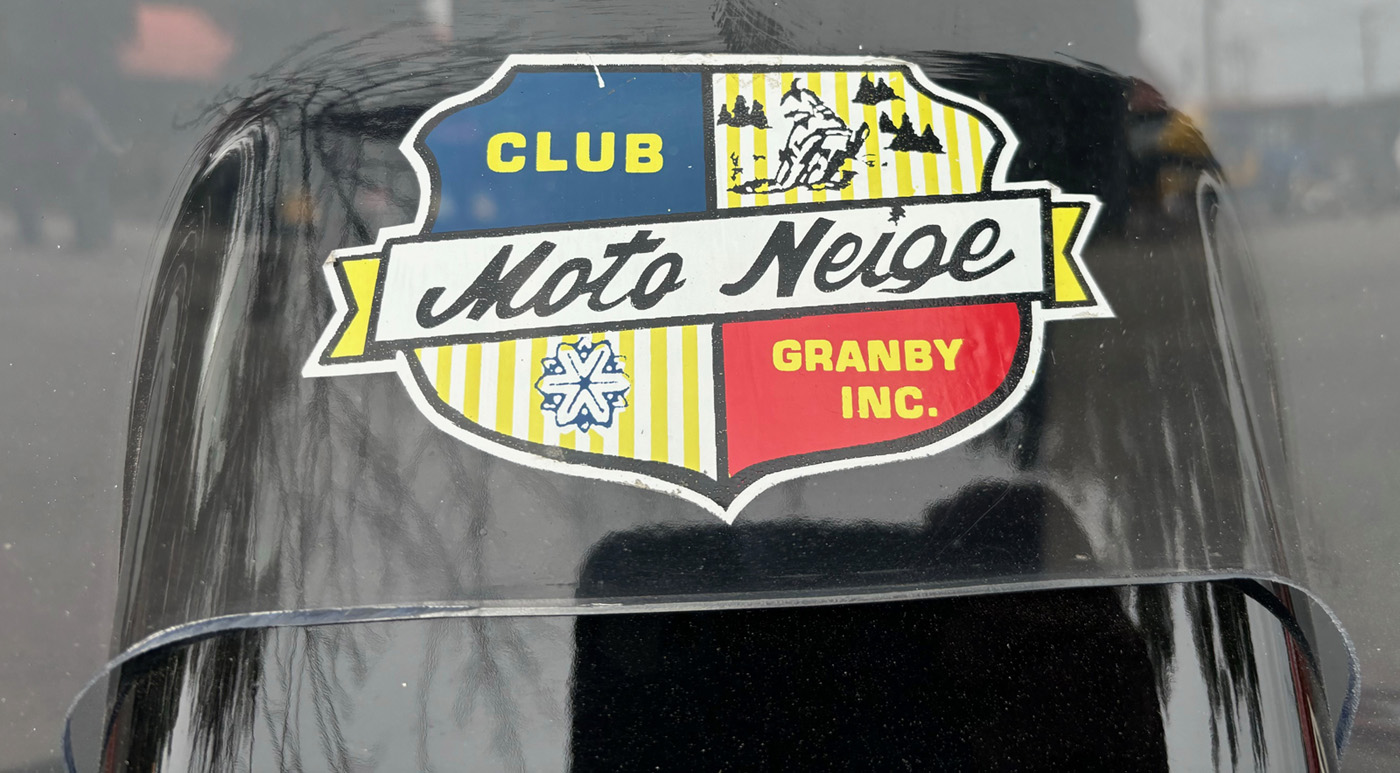 CLUB
Moto Neige
GRANBY
INC.